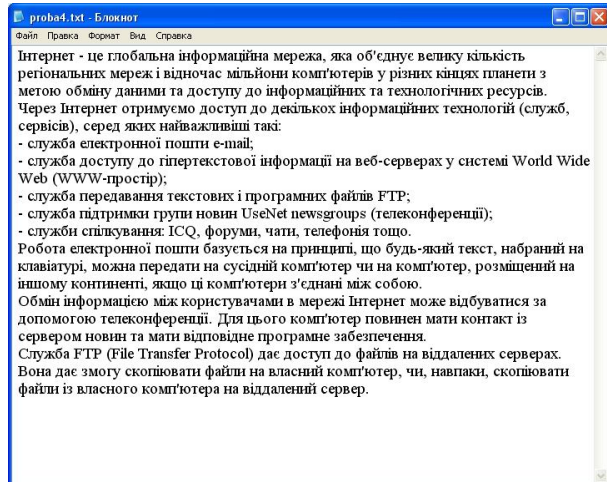 proba4.txt - Блокнот
Файл Правка Формат Вид Справка
Інтернет - це глобальна інформаційна мережа, яка об'єднує велику кількість
регіональних мереж і відночас мільйони комп'ютерів у різних кінцях планети з
метою обміну даними та доступу до інформаційних та технологічних ресурсів.
Через Інтернет отримуємо доступ до декількох інформаційних технологій (служб,
сервісів), серед яких найважливіші такі:
- служба електронної пошти e-mail;
- служба доступу до гіпертекстової інформації на веб-серверах у системі World Wide
Web (WWW-простір);
- служба передавання текстових і програмних файлів FTP;
- служба підтримки групи новин UseNet newsgroups (телеконференції);
- служби спілкування: ICQ, форуми, чати, телефонія тощо.
Робота електронної пошти базується на принципі, що будь-який текст, набраний на
клавіатурі, можна передати на сусідній комп'ютер чи на комп'ютер, розміщений на
іншому континенті, якщо ці комп'ютери з'єднані між собою.
Обмін інформацією між користувачами в мережі Інтернет може відбуватися за
допомогою телеконференції. Для цього комп'ютер повинен мати контакт із
сервером новин та мати відповідне програмне забезпечення.
Служба FTP (File Transfer Protocol) дає доступ до файлів на віддалених серверах.
Вона дає змогу скопіювати файли на власний комп'ютер, чи, навпаки, скопіювати
файли із власного комп'ютера на віддалений сервер.